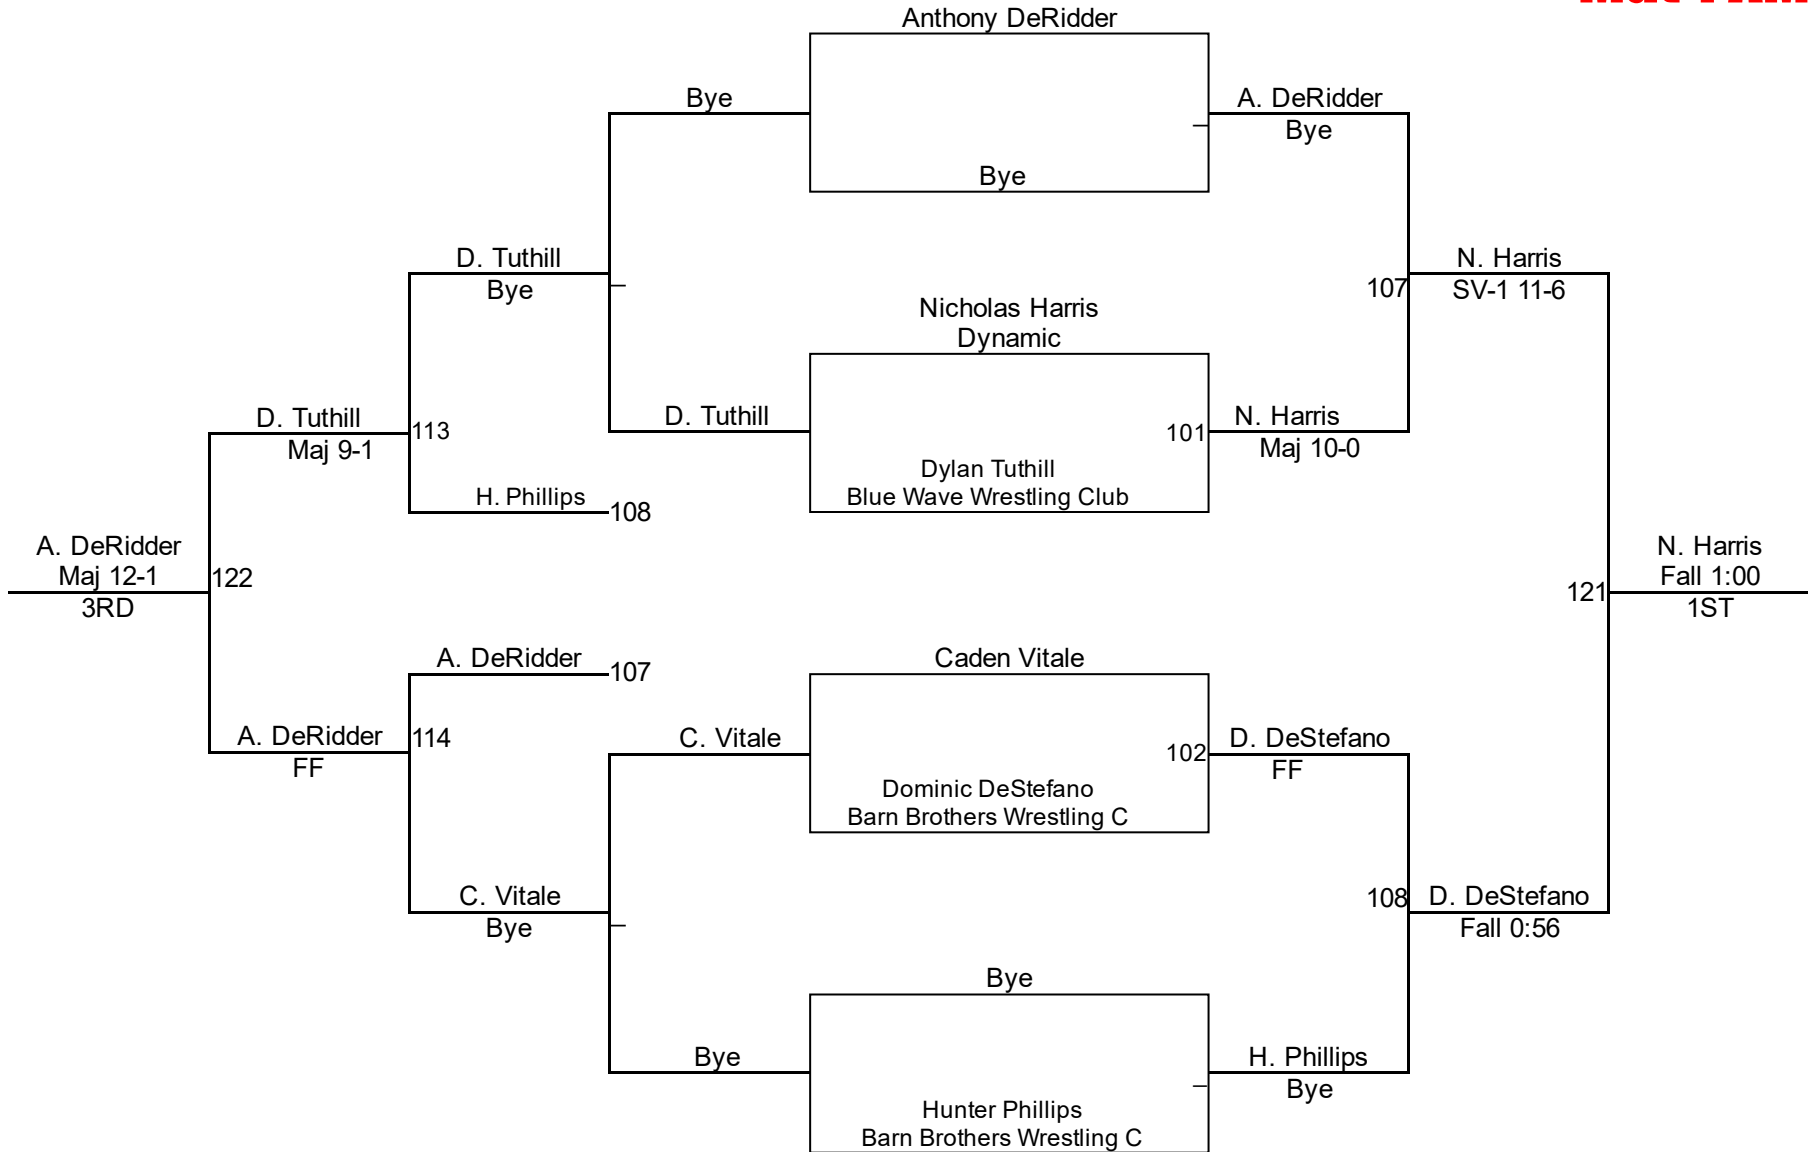 Anthony DeRidder
Bye
A. DeRidder
Bye
Bye
D. Tuthill
Bye
N. Harris
SV-1 11-6
107
Nicholas Harris
Dynamic
D. Tuthill
Maj 9-1
113
D. Tuthill
101
N. Harris
Maj 10-0
Dylan Tuthill
Blue Wave Wrestling Club
H. Phillips
108
A. DeRidder
Maj 12-1
3RD
122
121
N. Harris
Fall 1:00
1ST
A. DeRidder
107
Caden Vitale
A. DeRidder
FF
114
C. Vitale
102
D. DeStefano
FF
Dominic DeStefano
Barn Brothers Wrestling C
C. Vitale
Bye
108
D. DeStefano
Fall 0:56
Bye
Bye
H. Phillips
Bye
Hunter Phillips
Barn Brothers Wrestling C